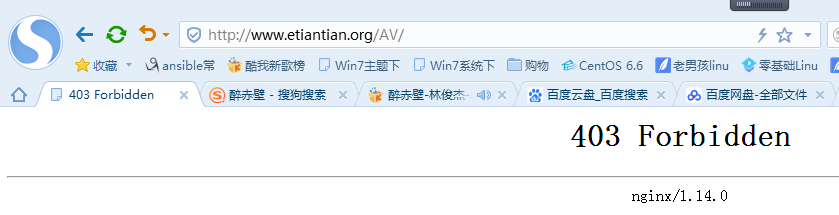 http://www.etiantian.org/AV/
收藏 ansible常 酷我新歌榜 Win7主题下 Win7系统下 购物 CentOS 6.6 老男孩linu 零基础Linu
403 Forbidden 醉赤壁 - 搜狗搜索 醉赤壁-林俊杰- 百度云盘_百度搜索 百度网盘-全部文件
403 Forbidden
nginx/1.14.0